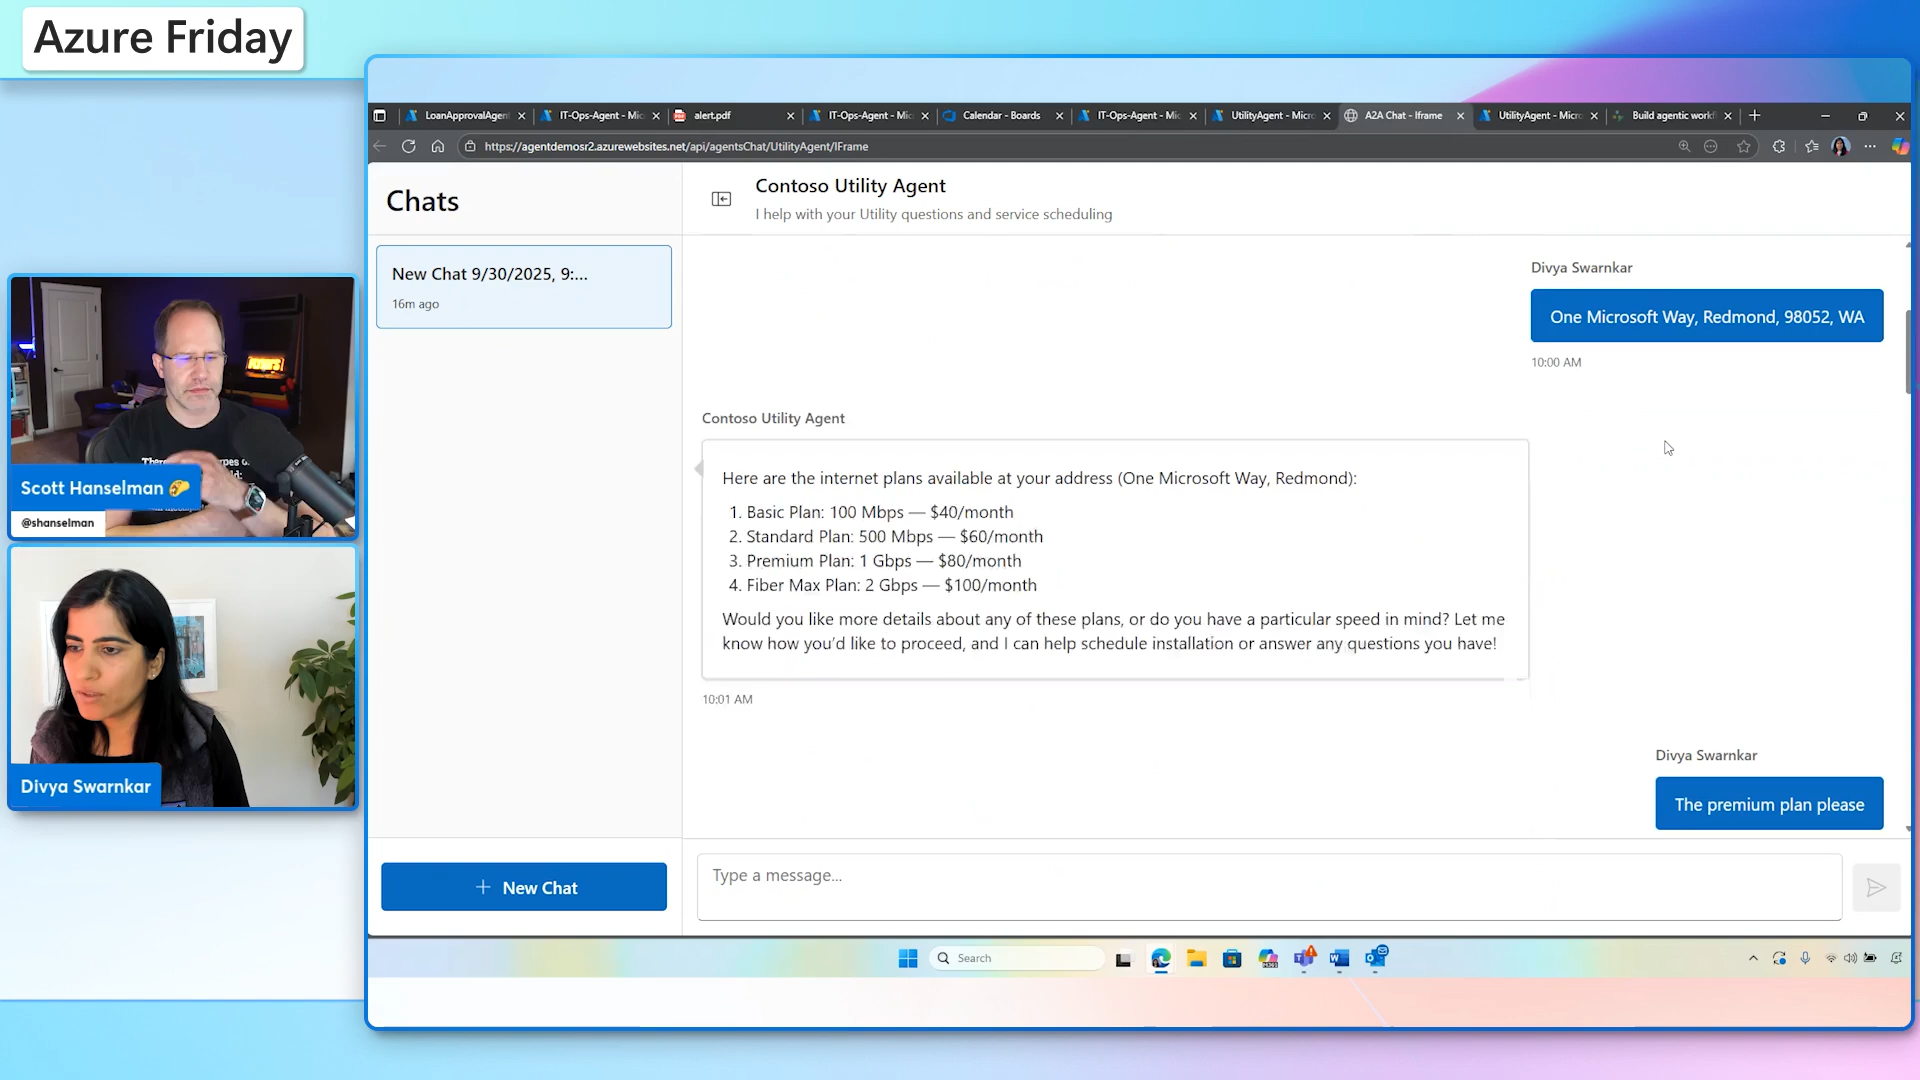 Azure Friday
LoanApprovalAgen
IT-Ops-Agent - Mic
alert.pdf
IT-Ops-Agent - Mic
Calendar - Boards
IT-Ops-Agent - Mic
UtilityAgent - Micro
A2A Chat - Iframe
UtilityAgent - Micro
Build agentic workf
https://agentdemosr2.azurewebsites.net/api/agentsChat/UtilityAgent/IFrame
Chats
Contoso Utility Agent
I help with your Utility questions and service scheduling
New Chat 9/30/2025, 9:...
16m ago
Divya Swarnkar
One Microsoft Way, Redmond, 98052, WA
10:00 AM
Contoso Utility Agent
Here are the internet plans available at your address (One Microsoft Way, Redmond):
1. Basic Plan: 100 Mbps — $40/month
2. Standard Plan: 500 Mbps — $60/month
3. Premium Plan: 1 Gbps — $80/month
4. Fiber Max Plan: 2 Gbps — $100/month
Would you like more details about any of these plans, or do you have a particular speed in mind? Let me
know how you'd like to proceed, and I can help schedule installation or answer any questions you have!
10:01 AM
Divya Swarnkar
The premium plan please
New Chat
Type a message...
Search
Scott Hanselman
@shanselman
Divya Swarnkar